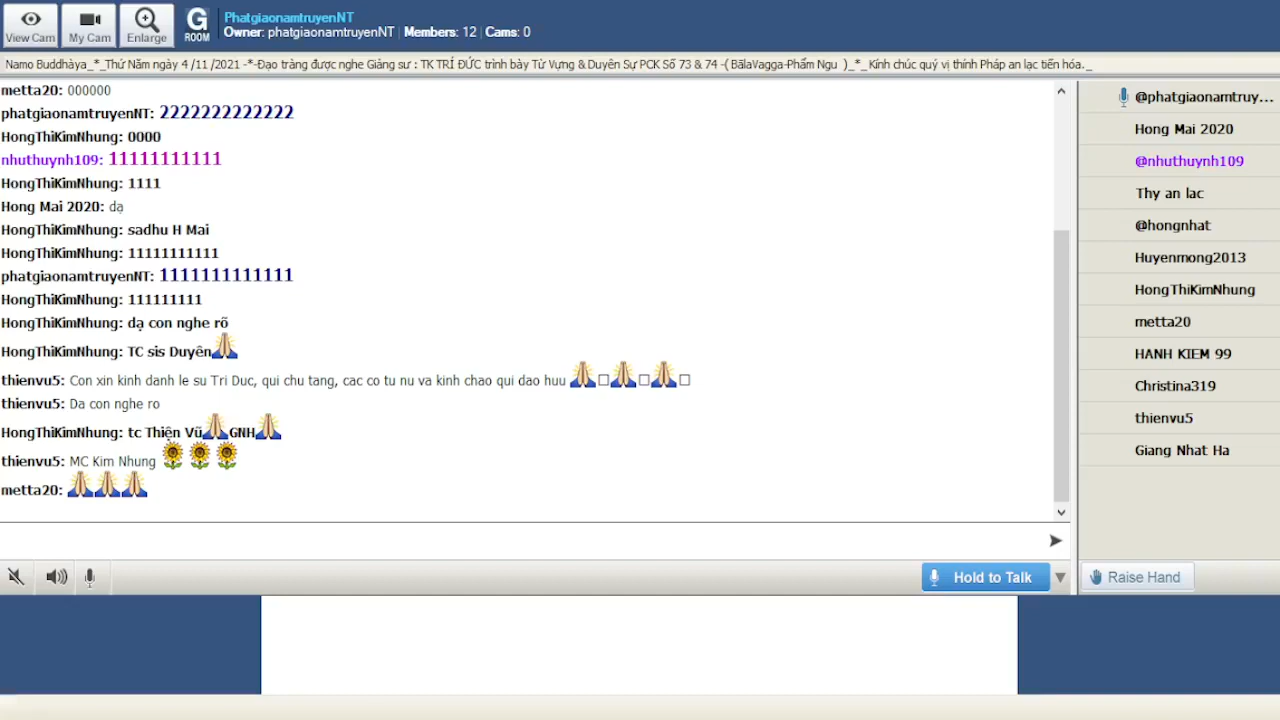 View Cam
My Cam
Enlarge
G
ROOM
PhatgiaonamtruyenNT
Owner: phatgiaonamtruyenNT | Members: 12 | Cams: 0
Namo Buddhàya_*_Thứ Năm ngày 4 /11 /2021 -*-Đạo tràng được nghe Giảng sư : TK TRÍ ĐỨC trình bày Từ Vựng & Duyên Sự PCK Số 73 & 74 -( BālaVagga-Phẩm Ngu )_*_ Kính chúc quý vị thính Pháp an lạc tiến hóa._
metta20: 000000
phatgiaonamtruyenNT: 2222222222222
HongThiKimNhung: 0000
nhuthuynh109: 11111111111
HongThiKimNhung: 1111
Hong Mai 2020: dạ
HongThiKimNhung: sadhu H Mai
HongThiKimNhung: 11111111111
phatgiaonamtruyenNT: 1111111111111
HongThiKimNhung: 111111111
HongThiKimNhung: dạ con nghe rõ
HongThiKimNhung: TC sis Duyên🙏
thienvu5: Con xin kinh danh le su Tri Duc, qui chu tang, cac co tu nu va kinh chao qui dao huu 🙏□🙏□🙏□
thienvu5: Da con nghe ro
HongThiKimNhung: tc Thiện Vũ🙏GNH🙏
thienvu5: MC Kim Nhung 🌻🌻🌻
metta20: 🙏🙏🙏
@phatgiaonamtruy...
Hong Mai 2020
@nhuthuynh109
Thy an lac
@hongnhat
Huyenmong2013
HongThiKimNhung
metta20
HANH KIEM 99
Christina319
thienvu5
Giang Nhat Ha
Hold to Talk
Raise Hand